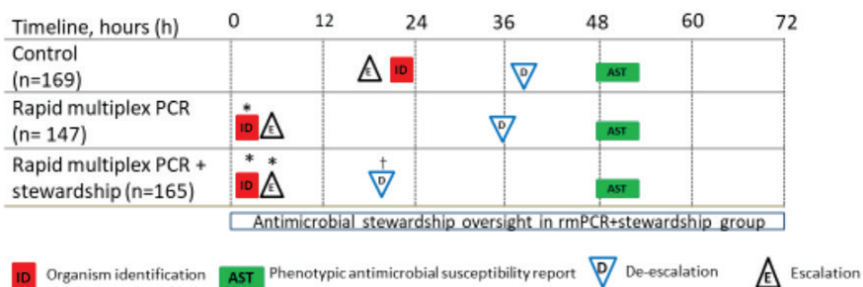 Timeline, hours (h) 0 12 24 36 48 60 72
Control
(n=169) E ID D AST
Rapid multiplex PCR *
(n= 147) ID E D AST
Rapid multiplex PCR + * * †
stewardship (n=165) ID E D AST
Antimicrobial stewardship oversight in rmPCR+stewardship group
ID Organism identification AST Phenotypic antimicrobial susceptibility report D De-escalation E Escalation